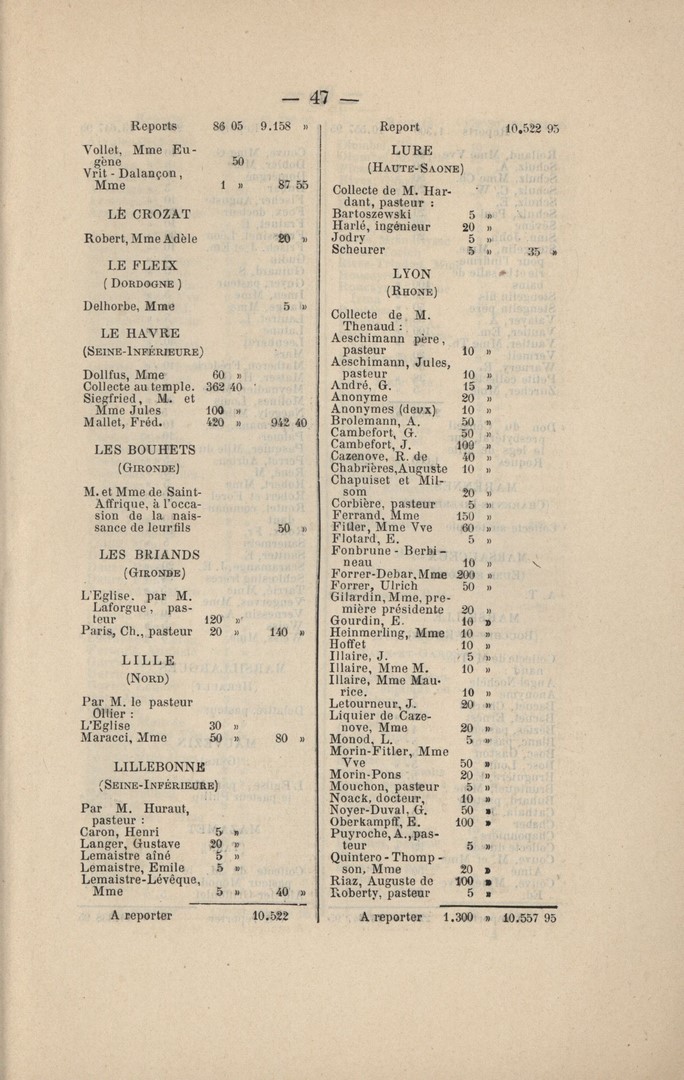 — 47 —
Reports 86 05 9.158 »
Vollet, Mme Eu-
gène 50
Vrit - Dalançon,
Mme 1 » 87 55
LE CROZAT
Robert, Mme Adèle 20 »
LE FLEIX
(DORDOGNE)
Delhorbe, Mme 5 »
LE HAVRE
(SEINE-INFÉRIEURE)
Dollfus, Mme 60 »
Collecte au temple. 362 40
Siegfried, M. et
Mme Jules 100 »
Mallet, Fréd. 420 » 942 40
LES BOUHETS
(GIRONDE)
M. et Mme de Saint-
Affrique, à l'occa-
sion de la nais-
sance de leur fils 50 »
LES BRIANDS
(GIRONDE)
L'Eglise. par M.
Laforgue, pas-
teur 120 »
Paris, Ch., pasteur 20 » 140 »
LILLE
(NORD)
Par M. le pasteur
Ollier :
L'Eglise 30 »
Maracci, Mme 50 » 80 »
LILLEBONNE
(SEINE-INFÉRIEURE)
Par M. Huraut,
pasteur :
Caron, Henri 5 »
Langer, Gustave 20 »
Lemaistre aîné 5 »
Lemaistre, Emile 5 »
Lemaistre-Lévêque,
Mme 5 » 40 »
A reporter 10.522
Report 10.522 95
LURE
(HAUTE-SAONE)
Collecte de M. Har-
dant, pasteur :
Bartoszewski 5 »
Harlé, ingénieur 20 »
Jodry 5 »
Scheurer 5 » 35 »
LYON
(RHONE)
Collecte de M.
Thenaud :
Aeschimann père,
pasteur 10 »
Aeschimann, Jules,
pasteur 10 »
André, G. 15 »
Anonyme 20 »
Anonymes (deux) 10 »
Brolemann, A. 50 »
Cambefort, G. 50 »
Cambefort, J. 100 »
Cazenove, R. de 40 »
Chabrières, Auguste 10 »
Chapuiset et Mil-
som 20 »
Corbière, pasteur 5 »
Ferrand, Mme 150 »
Fitler, Mme Vve 60 »
Flotard, E. 5 »
Fonbrune - Berbi-
neau 10 »
Forrer-Debar, Mme 200 »
Forrer, Ulrich 50 »
Gilardin, Mme, pre-
mière présidente 20 »
Gourdin, E. 10 »
Heinmerling, Mme 10 »
Hoffet 10 »
Illaire, J. 5 »
Illaire, Mme M. 10 »
Illaire, Mme Mau-
rice. 10 »
Letourneur, J. 20 »
Liquier de Caze-
nove, Mme 20 »
Monod, L. 5 »
Morin-Fitler, Mme
Vve 50 »
Morin-Pons 20 »
Mouchon, pasteur 5 »
Noack, docteur, 10 »
Noyer-Duval, G. 50 »
Oberkampff, E. 100 »
Puyroche, A., pas-
teur 5 »
Quintero - Thomp -
son, Mme 20 »
Riaz, Auguste de 100 »
Roberty, pasteur 5 »
A reporter 1.300 » 10.557 95